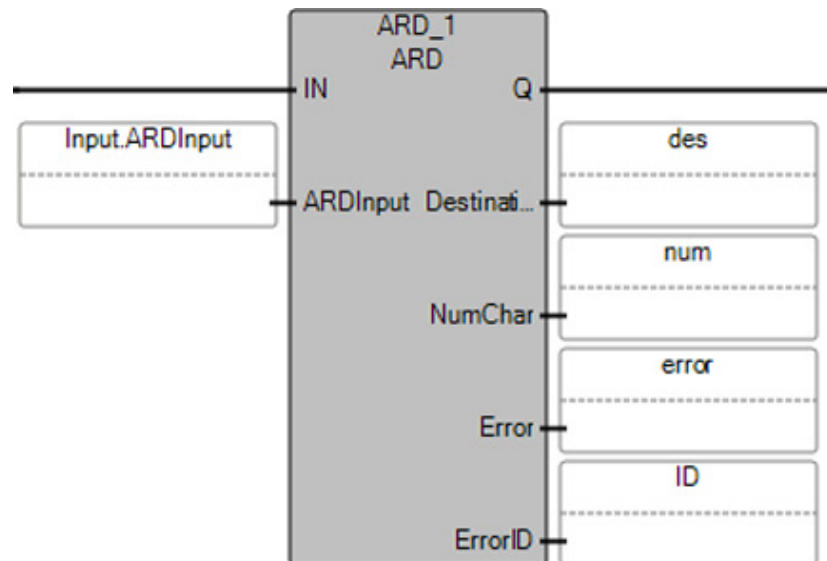 ARD_1
ARD
IN Q
Input.ARDInput des
ARDInput Destinati...
num
NumChar
error
Error
ID
ErrorID